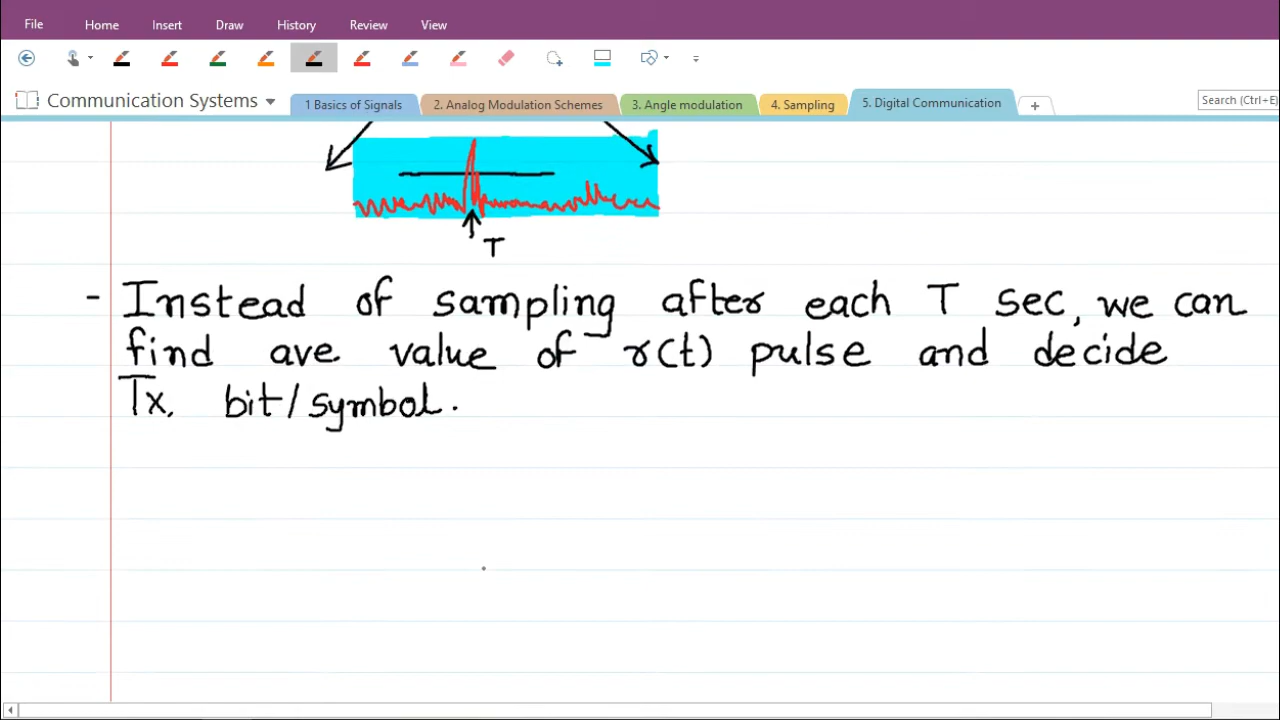 File Home Insert Draw History Review View
Communication Systems 1 Basics of Signals 2. Analog Modulation Schemes 3. Angle modulation 4. Sampling 5. Digital Communication + Search (Ctrl+E)
T
- Instead of sampling after each T sec, we can
find ave value of r(t) pulse and decide
Tx. bit/symbol.